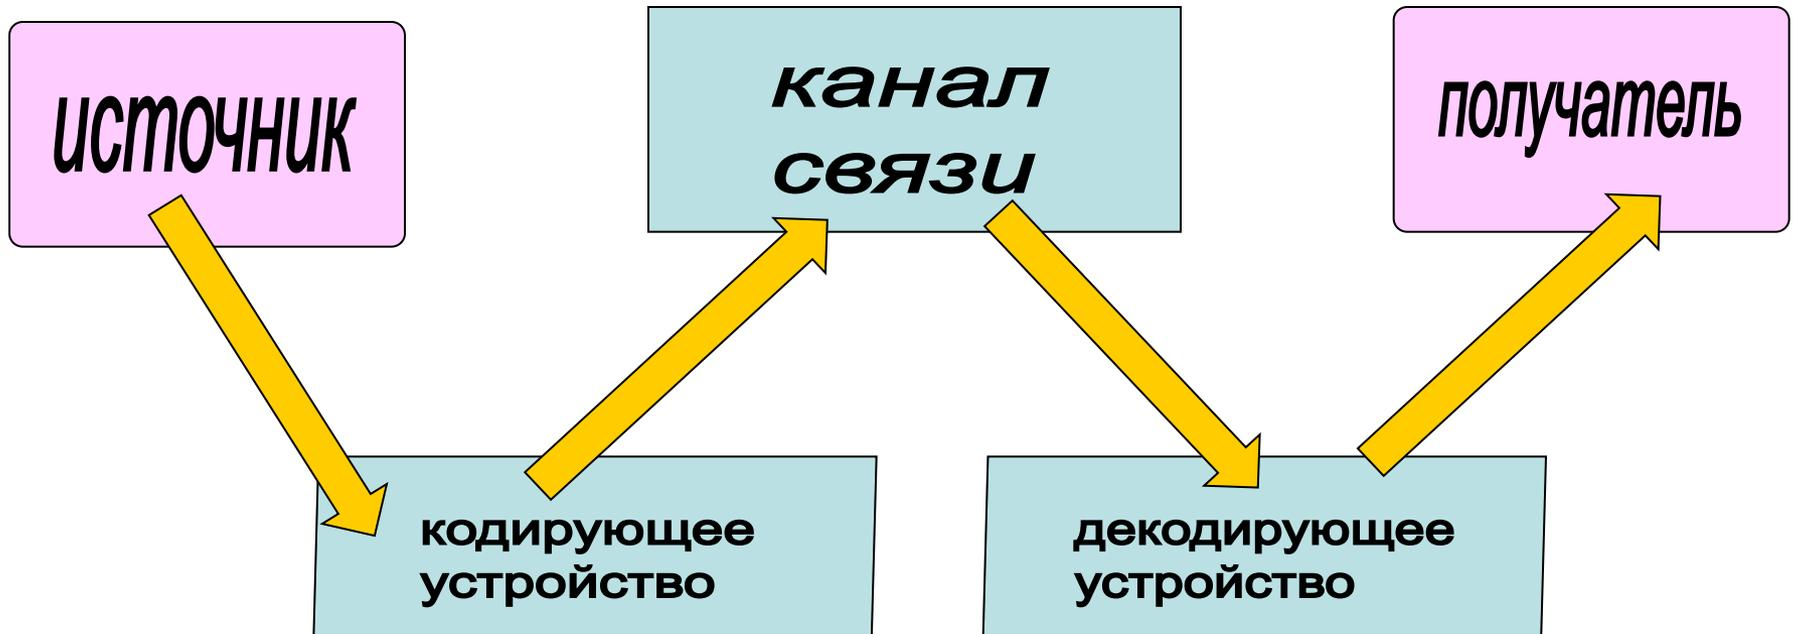 источник
канал
связи
получатель
кодирующее
устройство
декодирующее
устройство